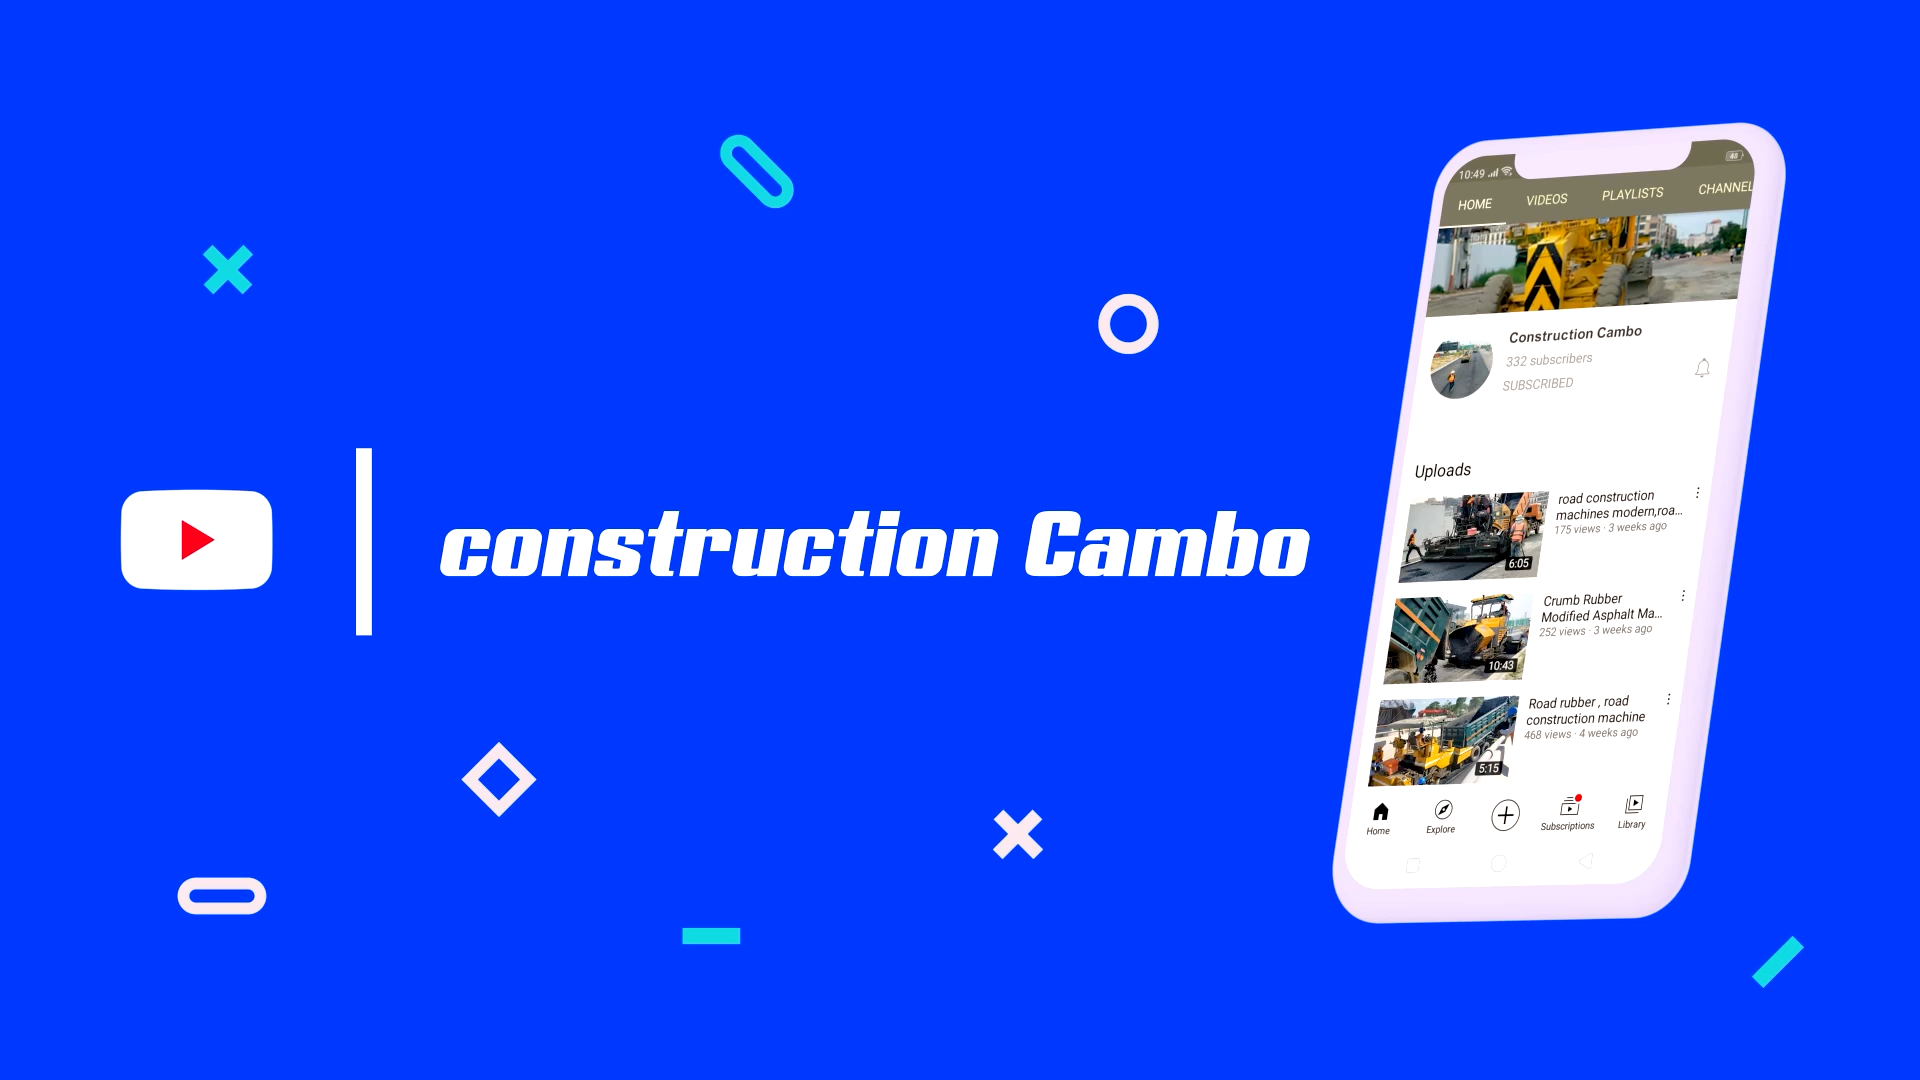 construction Cambo
10:49
48
HOME VIDEOS PLAYLISTS CHANNEL
Construction Cambo
332 subscribers
SUBSCRIBED
Uploads
road construction
machines modern,roa...
175 views · 3 weeks ago
6:05
Crumb Rubber
Modified Asphalt Ma...
252 views · 3 weeks ago
10:43
Road rubber , road
construction machine
468 views · 4 weeks ago
5:15
Home Explore Subscriptions Library